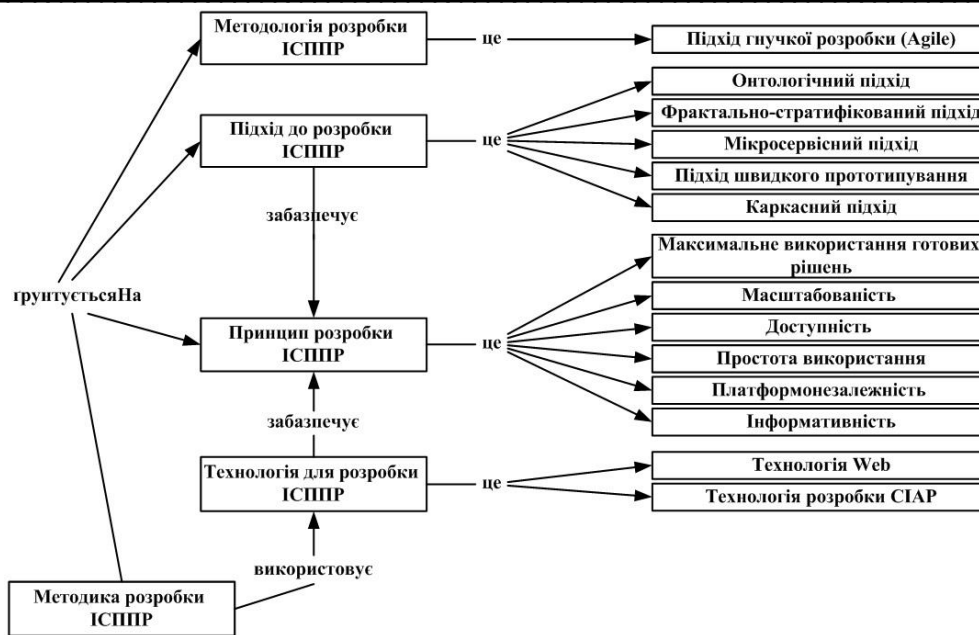 Методологія розробки
ІСППР
це
Підхід гнучкої розробки (Agile)
Онтологічний підхід
Фрактально-стратифікований підхід
Підхід до розробки
ІСППР
це
Мікросервісний підхід
Підхід швидкого прототипування
Каркасний підхід
забазпечує
Максимальне використання готових
рішень
ґрунтуєтьсяНа
Масштабованість
Принцип розробки
ІСППР
це
Доступність
Простота використання
Платформонезалежність
Інформативність
забазпечує
Технологія для розробки
ІСППР
це
Технологія Web
Технологія розробки СІАР
використовує
Методика розробки
ІСППР